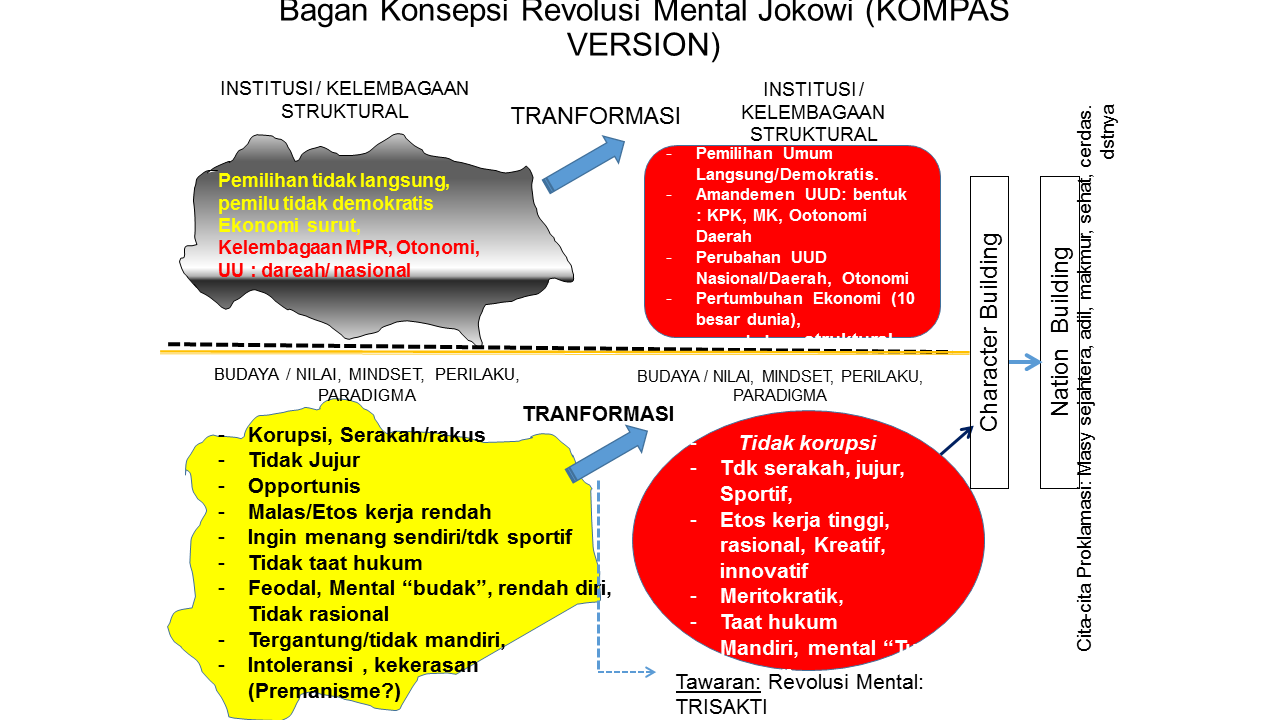 Bagan Konsepsi Revolusi Mental Jokowi (KOMPAS
VERSION)
INSTITUSI / KELEMBAGAAN
STRUKTURAL
TRANFORMASI
INSTITUSI /
KELEMBAGAAN
STRUKTURAL
Pemilihan tidak langsung,
pemilu tidak demokratis
Ekonomi surut,
Kelembagaan MPR, Otonomi,
UU : dareah/ nasional
- Pemilihan Umum
Langsung/Demokratis.
- Amandemen UUD: bentuk
: KPK, MK, Ootonomi
Daerah
- Perubahan UUD
Nasional/Daerah, Otonomi
- Pertumbuhan Ekonomi (10
besar dunia),
struktural
BUDAYA / NILAI, MINDSET, PERILAKU,
PARADIGMA
BUDAYA / NILAI, MINDSET, PERILAKU,
PARADIGMA
TRANFORMASI
- Korupsi, Serakah/rakus
- Tidak Jujur
- Opportunis
- Malas/Etos kerja rendah
- Ingin menang sendiri/tdk sportif
- Tidak taat hukum
- Feodal, Mental “budak”, rendah diri,
Tidak rasional
- Tergantung/tidak mandiri,
- Intoleransi , kekerasan
(Premanisme?)
- Tidak korupsi
- Tdk serakah, jujur,
Sportif,
- Etos kerja tinggi,
rasional, Kreatif,
innovatif
- Meritokratik,
- Taat hukum
Mandiri, mental
Tawaran: Revolusi Mental:
TRISAKTI
Character Building
Nation Building
Cita-cita Proklamasi: Masy sejahtera, adil, makmur, sehat, cerdas.
dstnya